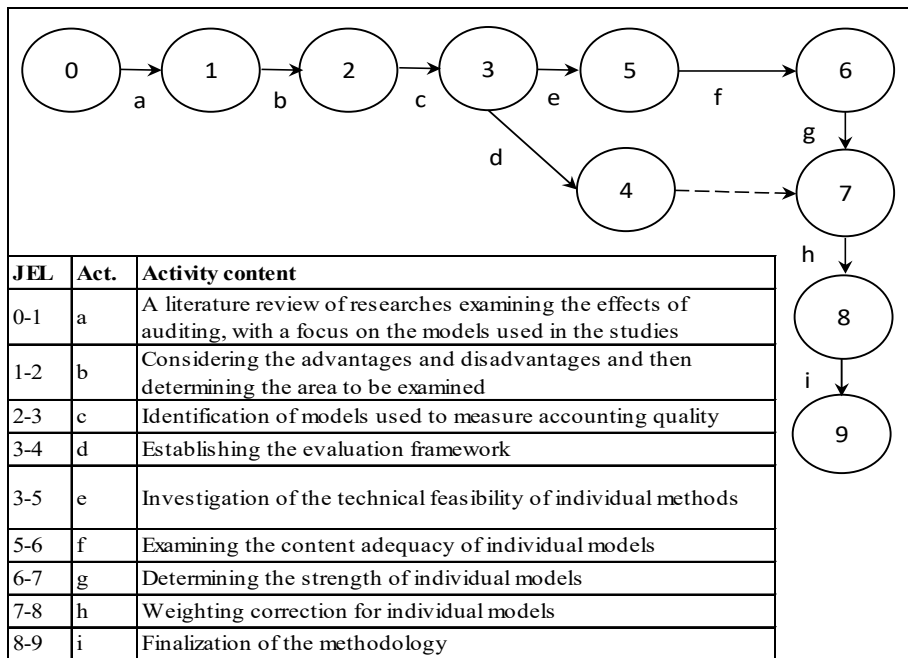 0 1 2 3 5 6
a b c e f
g
d
4 7
h
8
i
9
JEL Act. Activity content
0-1 a A literature review of researches examining the effects of
auditing, with a focus on the models used in the studies
1-2 b Considering the advantages and disadvantages and then
determining the area to be examined
2-3 c Identification of models used to measure accounting quality
3-4 d Establishing the evaluation framework
3-5 e Investigation of the technical feasibility of individual methods
5-6 f Examining the content adequacy of individual models
6-7 g Determining the strength of individual models
7-8 h Weighting correction for individual models
8-9 i Finalization of the methodology